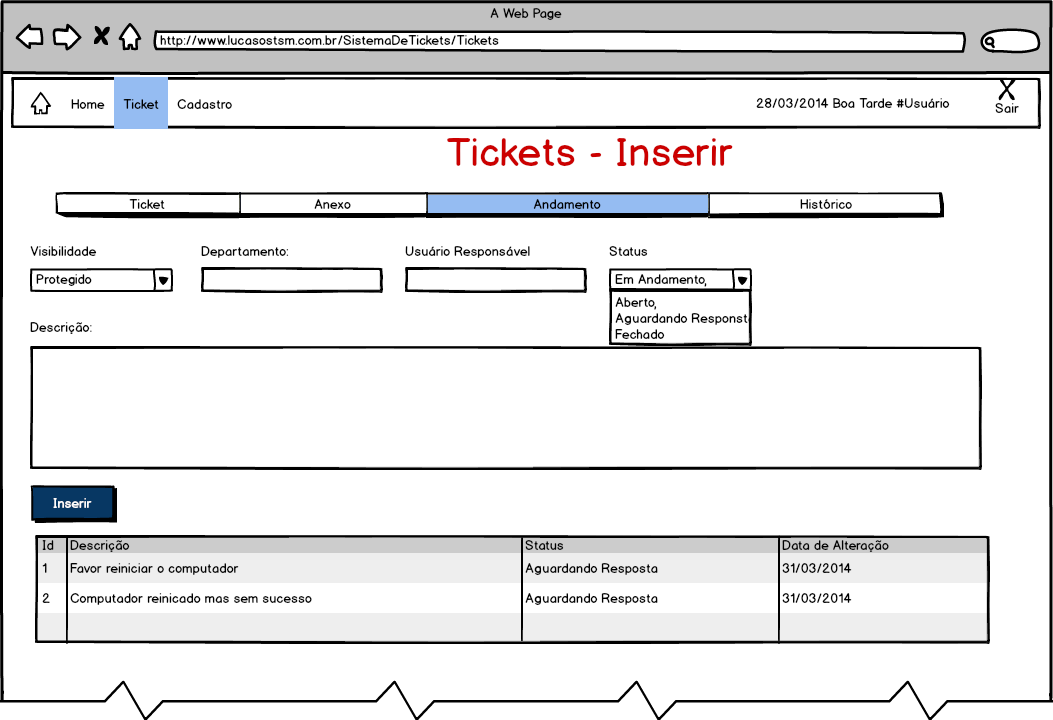 A Web Page
http://www.lucasostsm.com.br/SistemaDeTickets/Tickets
Home Ticket Cadastro 28/03/2014 Boa Tarde #Usuário Sair
Tickets - Inserir
Ticket Anexo Andamento Histórico
Visibilidade Departamento: Usuário Responsável Status
Protegido Em Andamento,
Aberto,
Aguardando Responsta
Fechado
Descrição:
Inserir
Id Descrição Status Data de Alteração
1 Favor reiniciar o computador Aguardando Resposta 31/03/2014
2 Computador reinicado mas sem sucesso Aguardando Resposta 31/03/2014